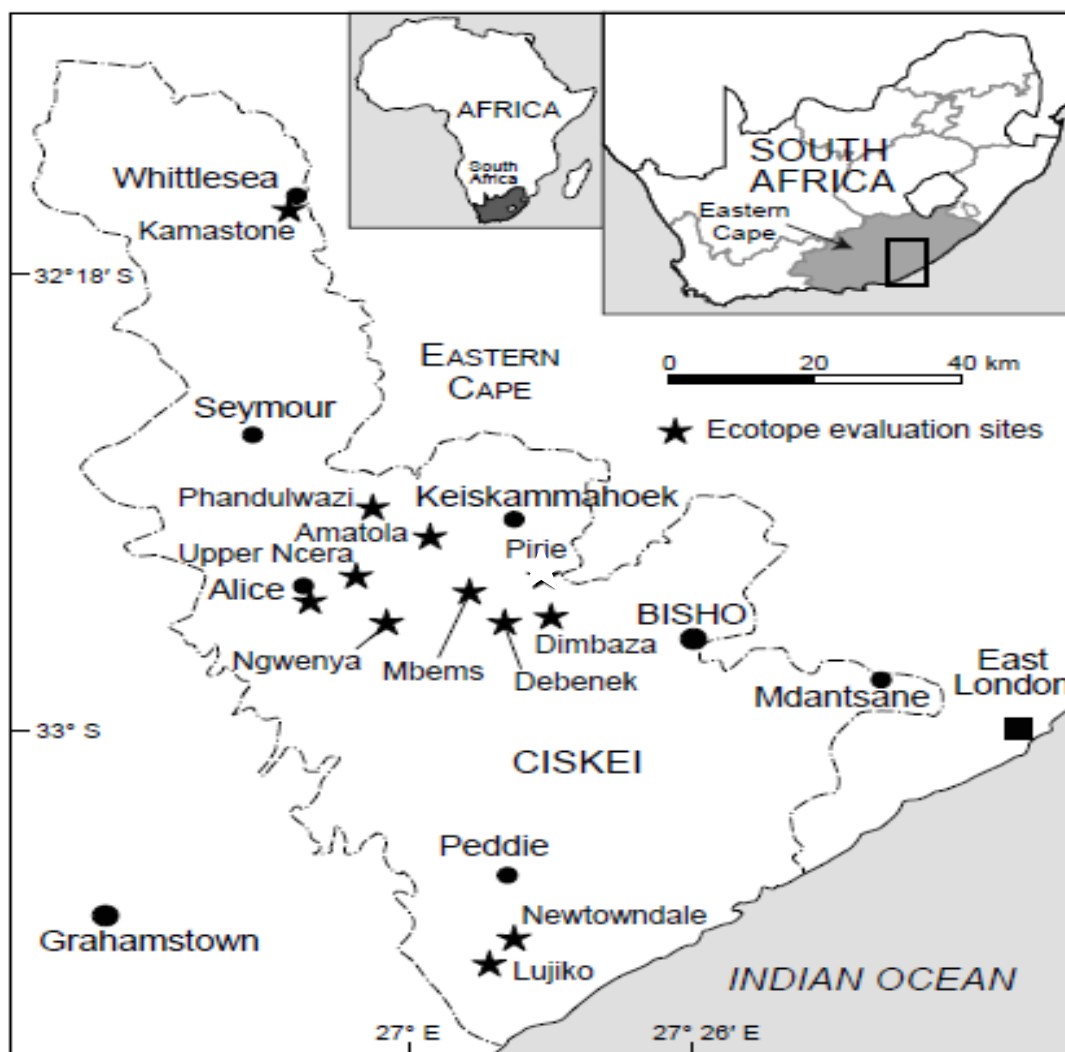 AFRICA
South
Africa
SOUTH
AFRICA
Eastern
Cape
Whittlesea
Kamastone
32°18′ S
EASTERN
CAPE
0 20 40 km
Ecotope evaluation sites
Seymour
Phandulwazi
Keiskammahoek
Amatola
Pirie
Upper Ncera
Alice
BISHO
Dimbaza
Ngwenya
Mbems
Debenek
East
London
Mdantsane
33° S
CISKEI
Peddie
Newtowndale
Grahamstown
Lujiko
INDIAN OCEAN
27° E
27° 26′ E